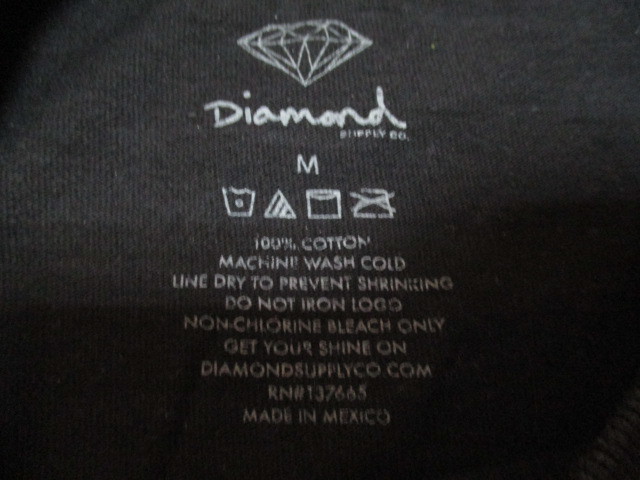 Diamond
SUPPLY CO.
M
100% COTTON
MACHINE WASH COLD
LINE DRY TO PREVENT SHRINKING
DO NOT IRON LOGO
NON-CHLORINE BLEACH ONLY
GET YOUR SHINE ON
DIAMONDSUPPLYCO.COM
RN#137665
MADE IN MEXICO